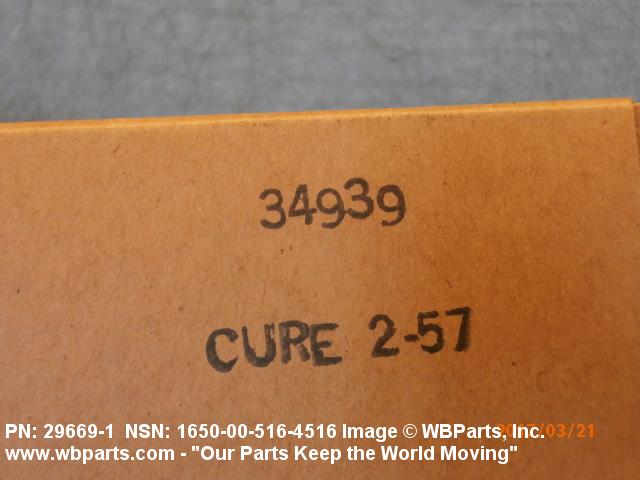 34939
CURE 2-57
PN: 29669-1 NSN: 1650-00-516-4516 Image © WBParts, Inc.
www.wbparts.com - "Our Parts Keep the World Moving"